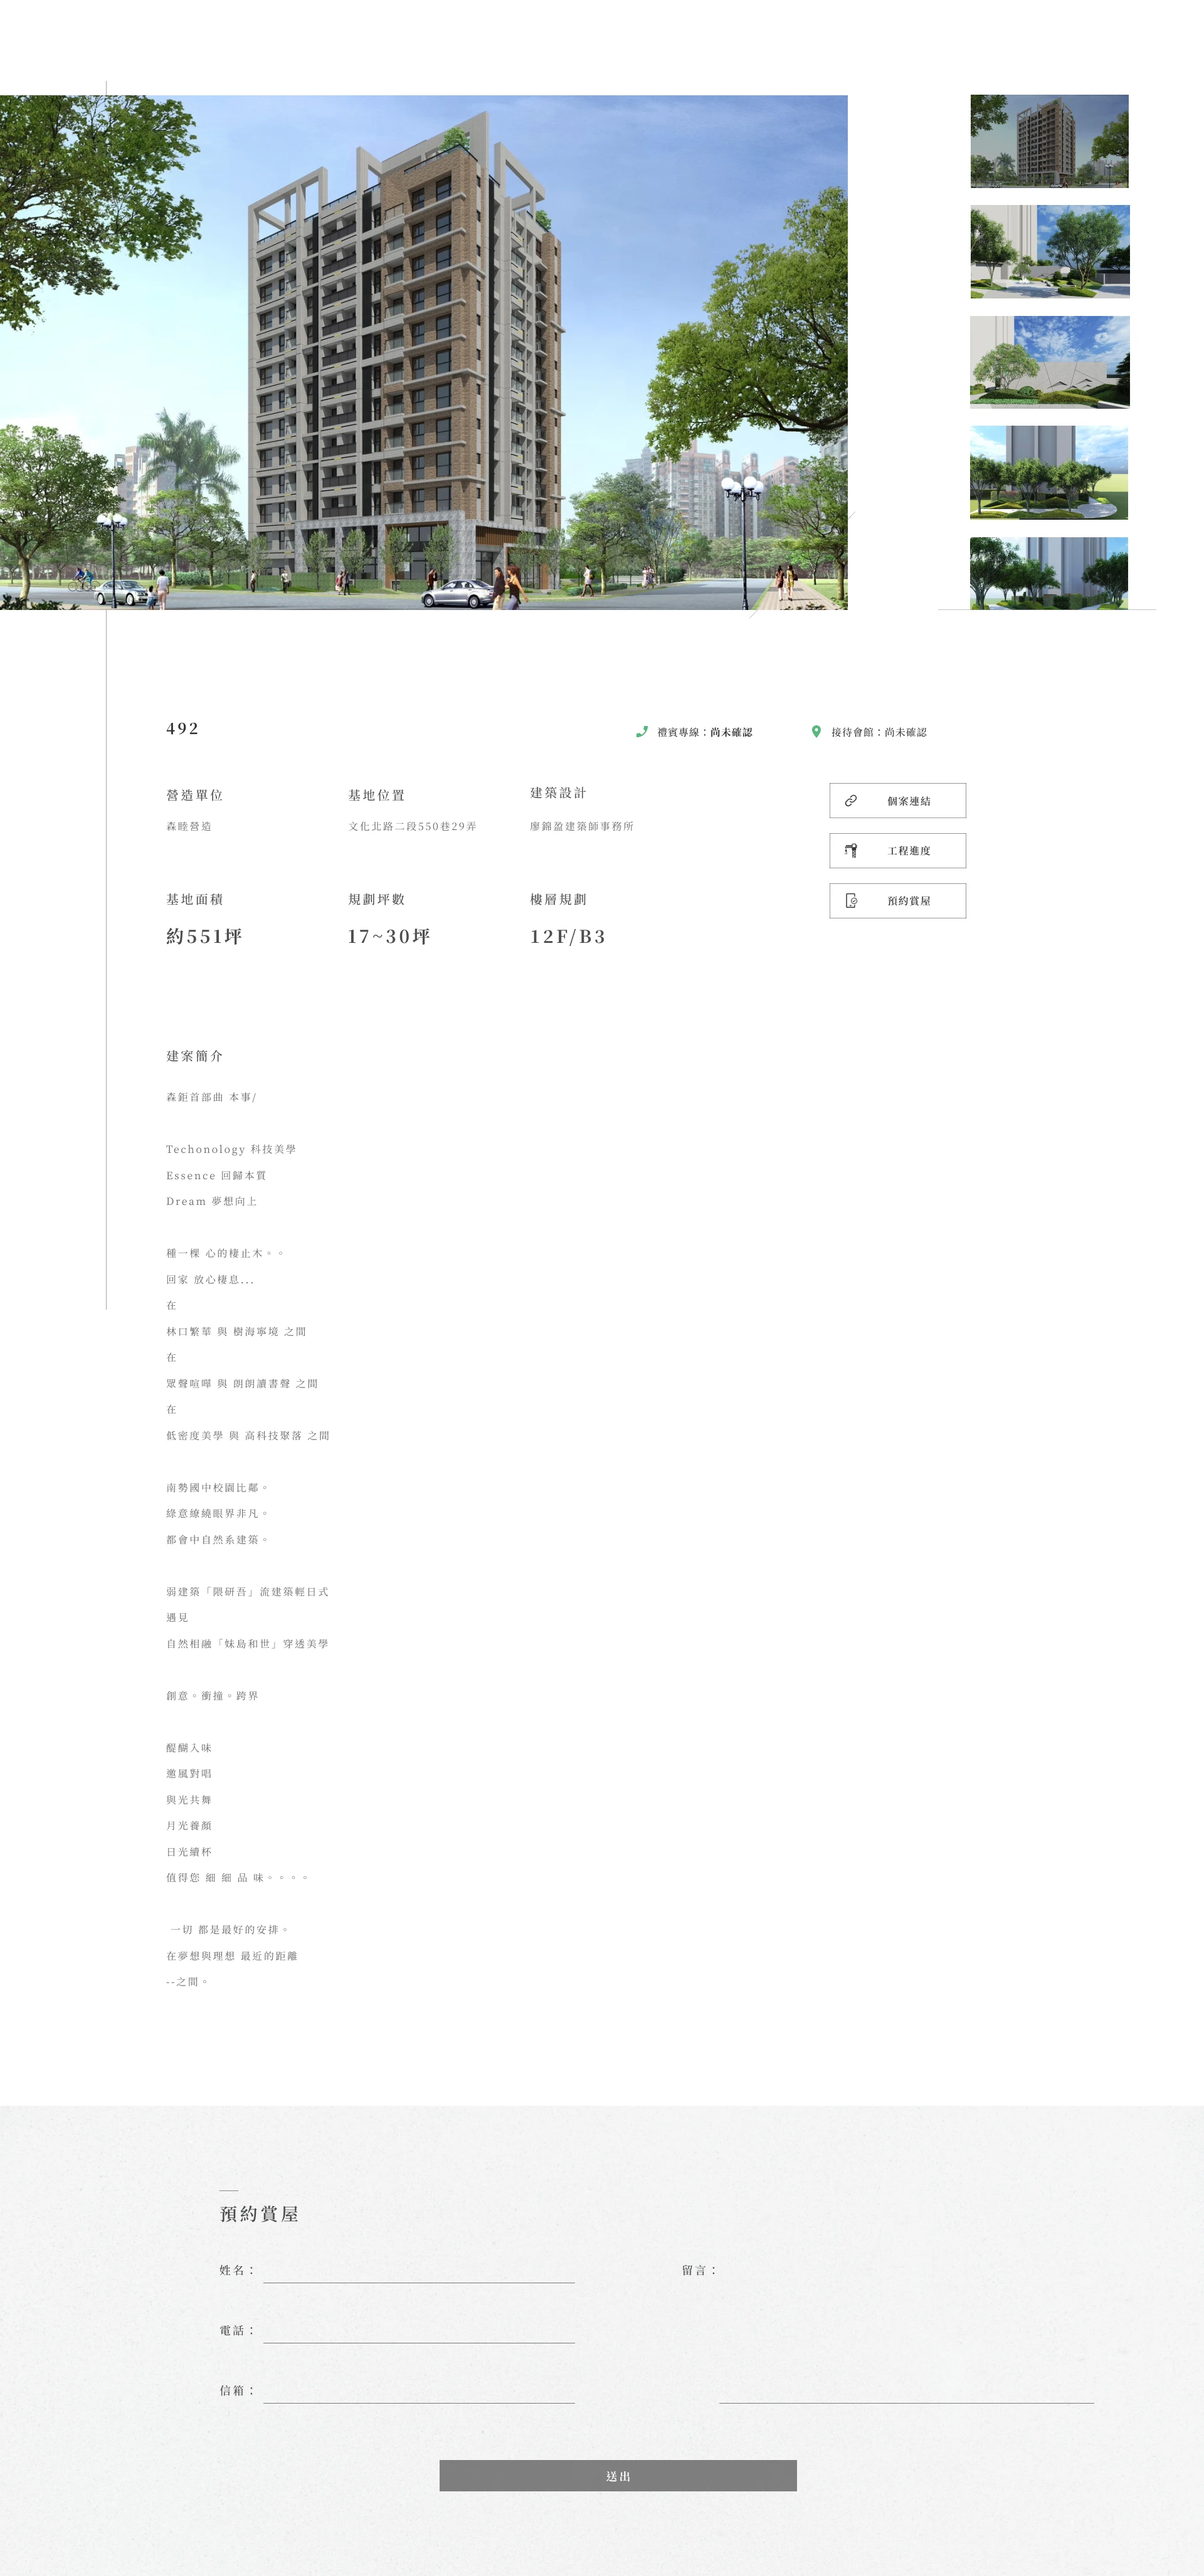 492
禮賓專線：尚未確認
接待會館：尚未確認
營造單位
森睦營造
基地位置
文化北路二段550巷29弄
建築設計
廖錦盈建築師事務所
個案連結
工程進度
預約賞屋
基地面積
約551坪
規劃坪數
17~30坪
樓層規劃
12F/B3
建案簡介
森鉅首部曲 本事/
Techonology 科技美學
Essence 回歸本質
Dream 夢想向上
種一棵 心的棲止木。。
回家 放心棲息...
在
林口繁華 與 樹海寧境 之間
在
眾聲喧嘩 與 朗朗讀書聲 之間
在
低密度美學 與 高科技聚落 之間
南勢國中校園比鄰。
綠意繚繞眼界非凡。
都會中自然系建築。
弱建築「隈研吾」流建築輕日式
遇見
自然相融「妹島和世」穿透美學
創意。衝撞。跨界
醍醐入味
邀風對唱
與光共舞
月光養顏
日光續杯
值得您 細 細 品 味。。。。
一切 都是最好的安排。
在夢想與理想 最近的距離
--之間。
預約賞屋
姓名：
留言：
電話：
信箱：
送出